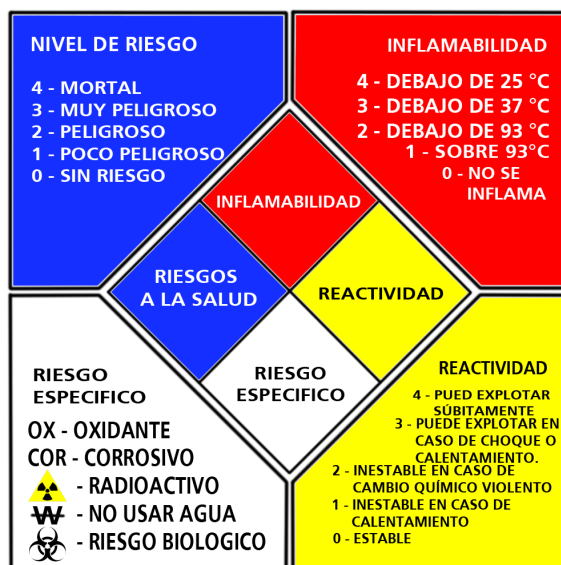 NIVEL DE RIESGO
4 - MORTAL
3 - MUY PELIGROSO
2 - PELIGROSO
1 - POCO PELIGROSO
0 - SIN RIESGO
INFLAMABILIDAD
4 - DEBAJO DE 25 °C
3 - DEBAJO DE 37 °C
2 - DEBAJO DE 93 °C
1 - SOBRE 93°C
0 - NO SE
INFLAMA
INFLAMABILIDAD
RIESGOS
A LA SALUD
REACTIVIDAD
RIESGO
ESPECIFICO
RIESGO
ESPECIFICO
OX - OXIDANTE
COR - CORROSIVO
- RADIOACTIVO
W - NO USAR AGUA
- RIESGO BIOLOGICO
REACTIVIDAD
4 - PUED EXPLOTAR
SÚBITAMENTE
3 - PUEDE EXPLOTAR EN
CASO DE CHOQUE O
CALENTAMIENTO.
2 - INESTABLE EN CASO DE
CAMBIO QUÍMICO VIOLENTO
1 - INESTABLE EN CASO DE
CALENTAMIENTO
0 - ESTABLE